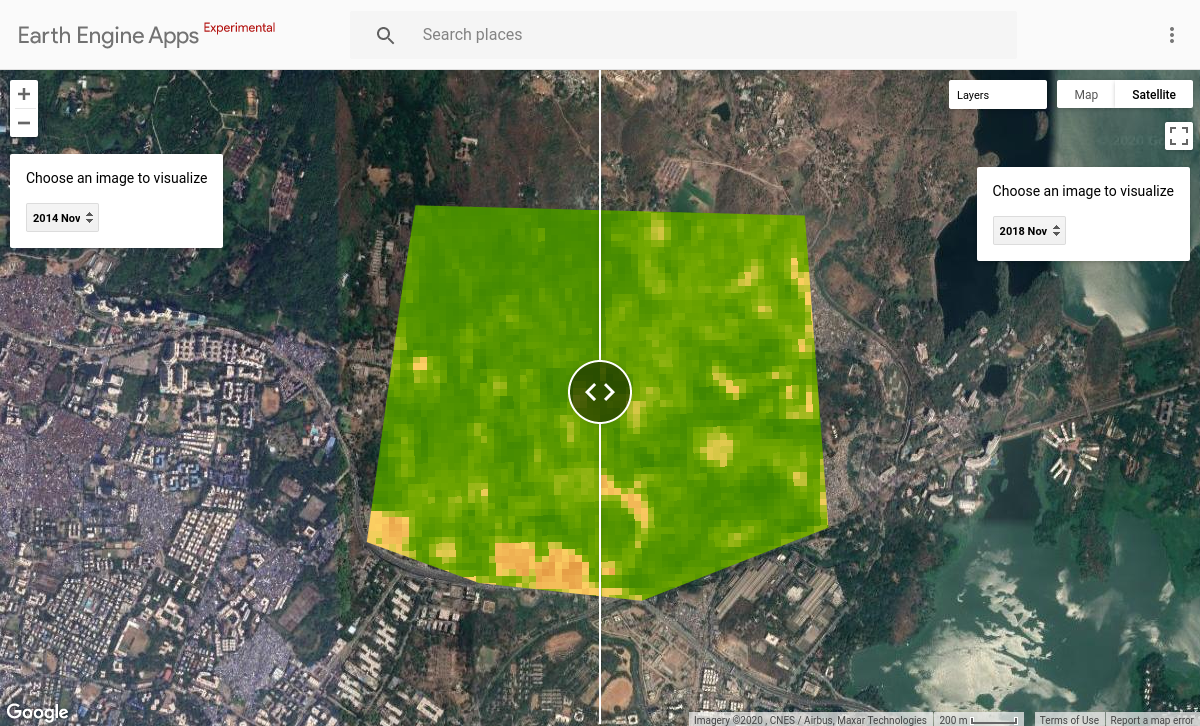 Earth Engine Apps Experimental
Search places
+
−
Layers
Map
Satellite
Choose an image to visualize
2014 Nov
Choose an image to visualize
2018 Nov
Google
Imagery ©2020 , CNES / Airbus, Maxar Technologies
200 m
Terms of Use
Report a map error